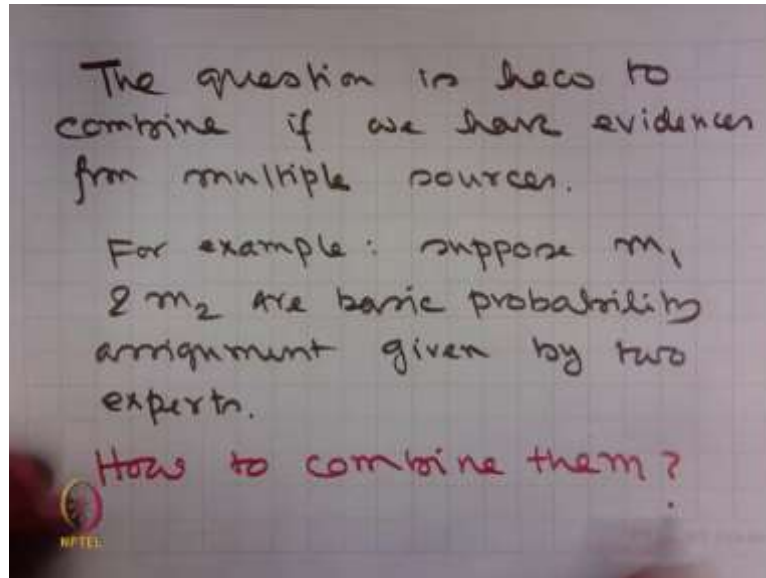 The question is how to
combine if we have evidences
from multiple sources.
For example: suppose m₁
& m₂ are basic probability
assignment given by two
experts.
How to combine them?
NPTEL